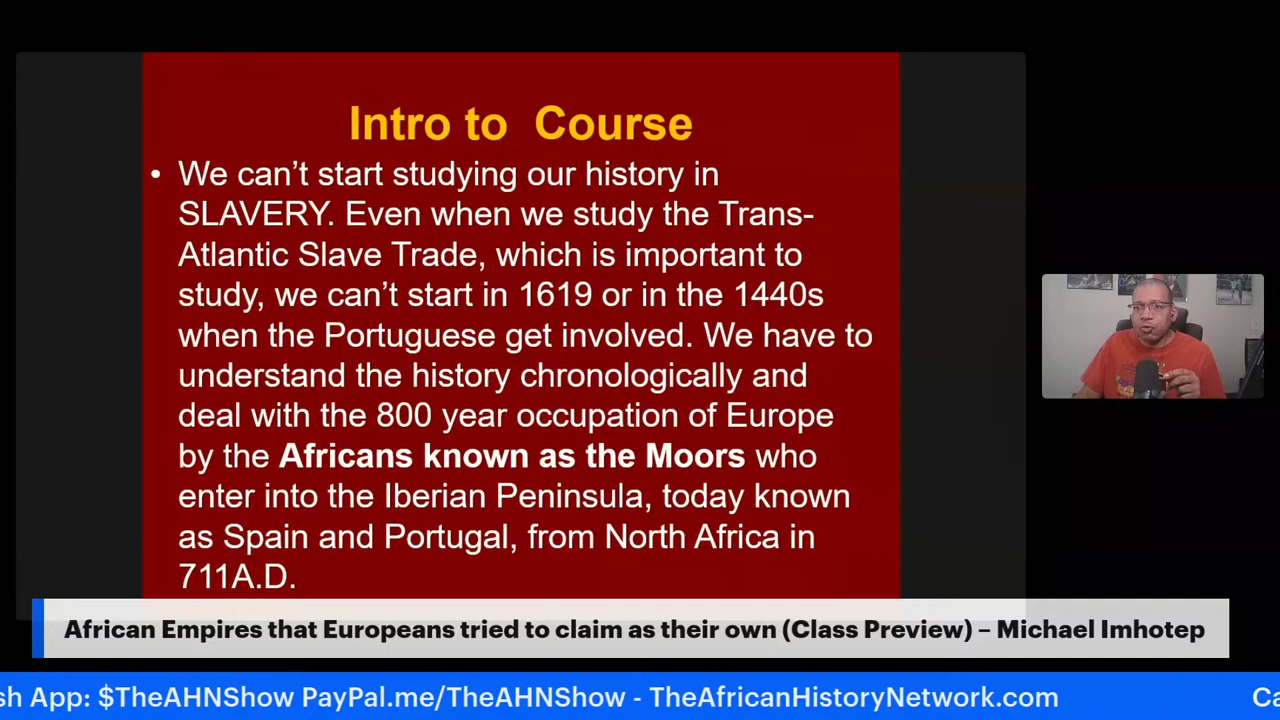 Intro to Course
• We can’t start studying our history in
SLAVERY. Even when we study the Trans-
Atlantic Slave Trade, which is important to
study, we can’t start in 1619 or in the 1440s
when the Portuguese get involved. We have to
understand the history chronologically and
deal with the 800 year occupation of Europe
by the Africans known as the Moors who
enter into the Iberian Peninsula, today known
as Spain and Portugal, from North Africa in
711A.D.
African Empires that Europeans tried to claim as their own (Class Preview) – Michael Imhotep
sh App: $TheAHNShow PayPal.me/TheAHNShow - TheAfricanHistoryNetwork.com Ca